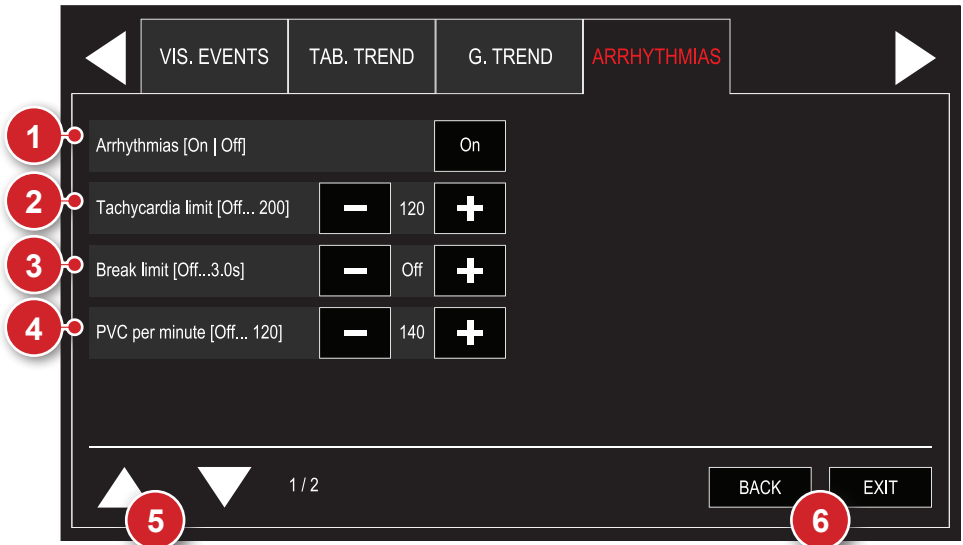 VIS. EVENTS TAB. TREND G. TREND ARRHYTHMIAS
1 Arrhythmias [On | Off] On
2 Tachycardia limit [Off... 200] − 120 +
3 Break limit [Off...3.0s] − Off +
4 PVC per minute [Off... 120] − 140 +
1 / 2 BACK EXIT
5 6